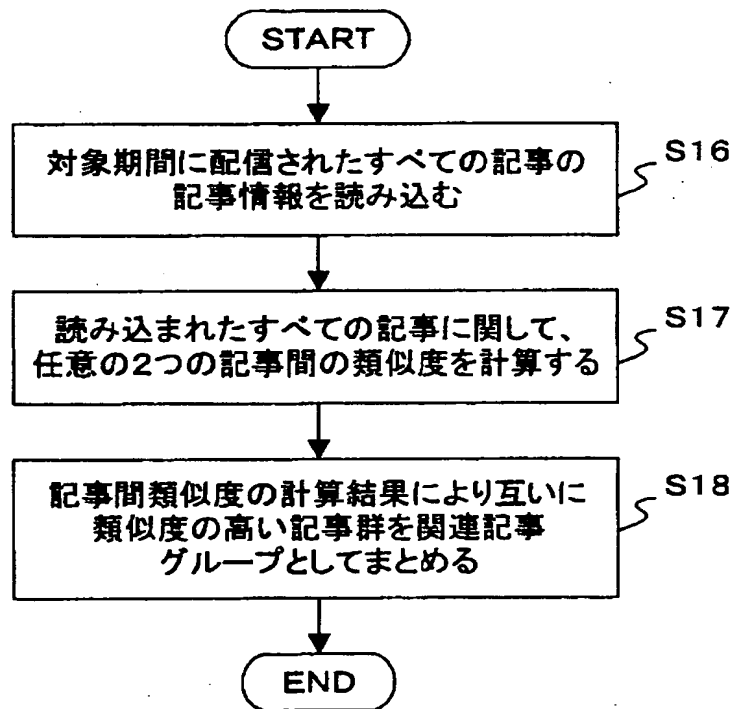 START
対象期間に配信されたすべての記事の
記事情報を読み込む
S16
読み込まれたすべての記事に関して、
任意の2つの記事間の類似度を計算する
S17
記事間類似度の計算結果により互いに
類似度の高い記事群を関連記事
グループとしてまとめる
S18
END